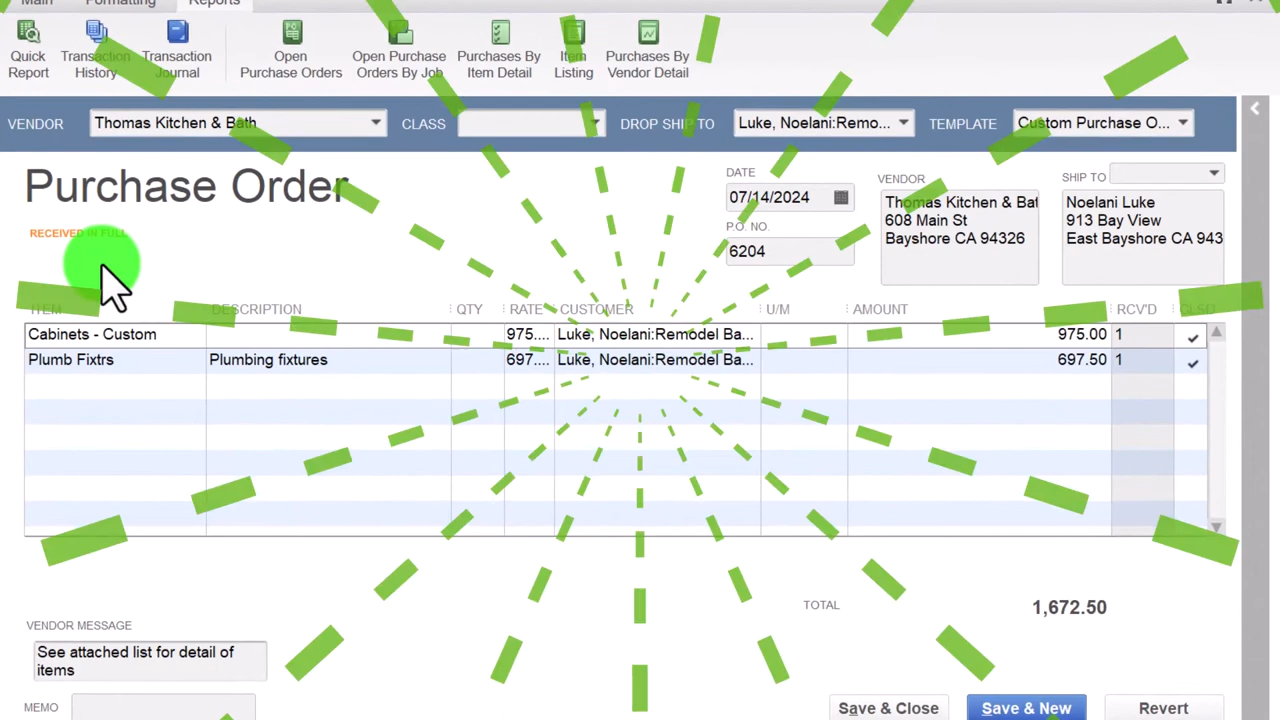 Main Formatting Reports
Quick Report
Transaction History
Transaction Journal
Open Purchase Orders
Open Purchase Orders By Job
Purchases By Item Detail
Item Listing
Purchases By Vendor Detail
VENDOR Thomas Kitchen & Bath CLASS DROP SHIP TO Luke, Noelani:Remo... TEMPLATE Custom Purchase O...
Purchase Order
RECEIVED IN FULL
DATE
07/14/2024
P.O. NO.
6204
VENDOR
Thomas Kitchen & Bat
608 Main St
Bayshore CA 94326
SHIP TO
Noelani Luke
913 Bay View
East Bayshore CA 943
ITEM DESCRIPTION QTY RATE CUSTOMER U/M AMOUNT RCV'D CLSD
Cabinets - Custom 975.... Luke, Noelani:Remodel Ba... 975.00 1
Plumb Fixtrs Plumbing fixtures 697.... Luke, Noelani:Remodel Ba... 697.50 1
TOTAL 1,672.50
VENDOR MESSAGE
See attached list for detail of
items
MEMO
Save & Close Save & New Revert